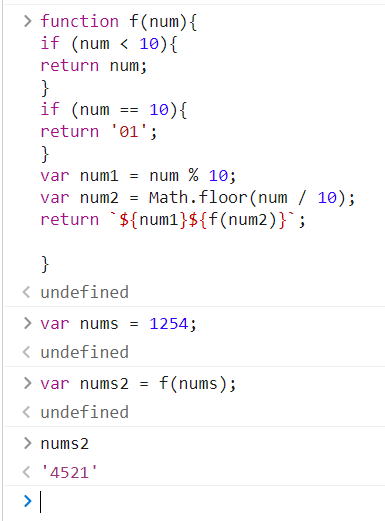 > function f(num){
if (num < 10){
return num;
}
if (num == 10){
return '01';
}
var num1 = num % 10;
var num2 = Math.floor(num / 10);
return `${num1}${f(num2)}`;
}
< undefined
> var nums = 1254;
< undefined
> var nums2 = f(nums);
< undefined
> nums2
< '4521'
>